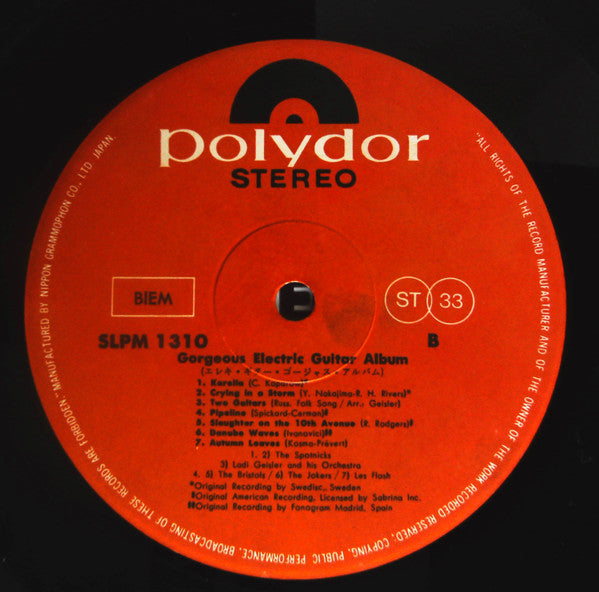 polydor
STEREO
BIEM
ST 33
SLPM 1310
B
Gorgeous Electric Guitar Album
(エレキ・ギター・ゴージャス・アルバム)
1. Karelia (C.
2. Crying in a Storm (Y. Nakajima-R. H. Rivers)*
3. Two Guitars (Russ. Folk Song / Arr.: Geisler)
4. Pipeline (Spickard-Carman)‡
5. Slaughter on the 10th Avenue (R. Rodgers)‡
6. Danube Waves (Ivanovici)‡‡
7. Autumn Leaves (Kosma-Prévert)
1. 2) The Spotnicks
3) Ladi Geisler and his Orchestra
4. 5) The Bristols / 6) The Jokers / 7) Les Flash
*Original Recording by Swedisc, Sweden
‡Original American Recording, Licensed by Sabrina Inc.
‡‡Original Recording by Fonogram Madrid, Spain
"ALL RIGHTS OF THE RECORD MANUFACTURER AND OF THE OWNER OF THE WORK RECORDED RESERVED. COPYING, PUBLIC PERFORMANCE, BROADCASTING OF THESE RECORDS ARE FORBIDDEN." MANUFACTURED BY NIPPON GRAMMOPHON CO., LTD. JAPAN.